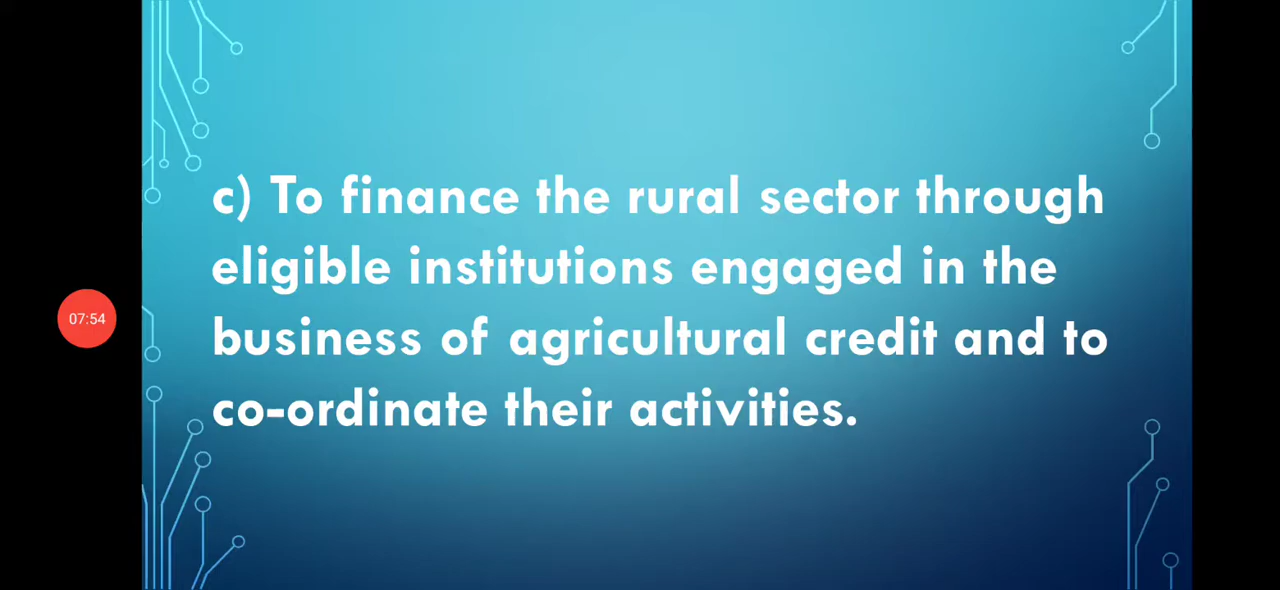 c) To finance the rural sector through
eligible institutions engaged in the
business of agricultural credit and to
co-ordinate their activities.
07:54